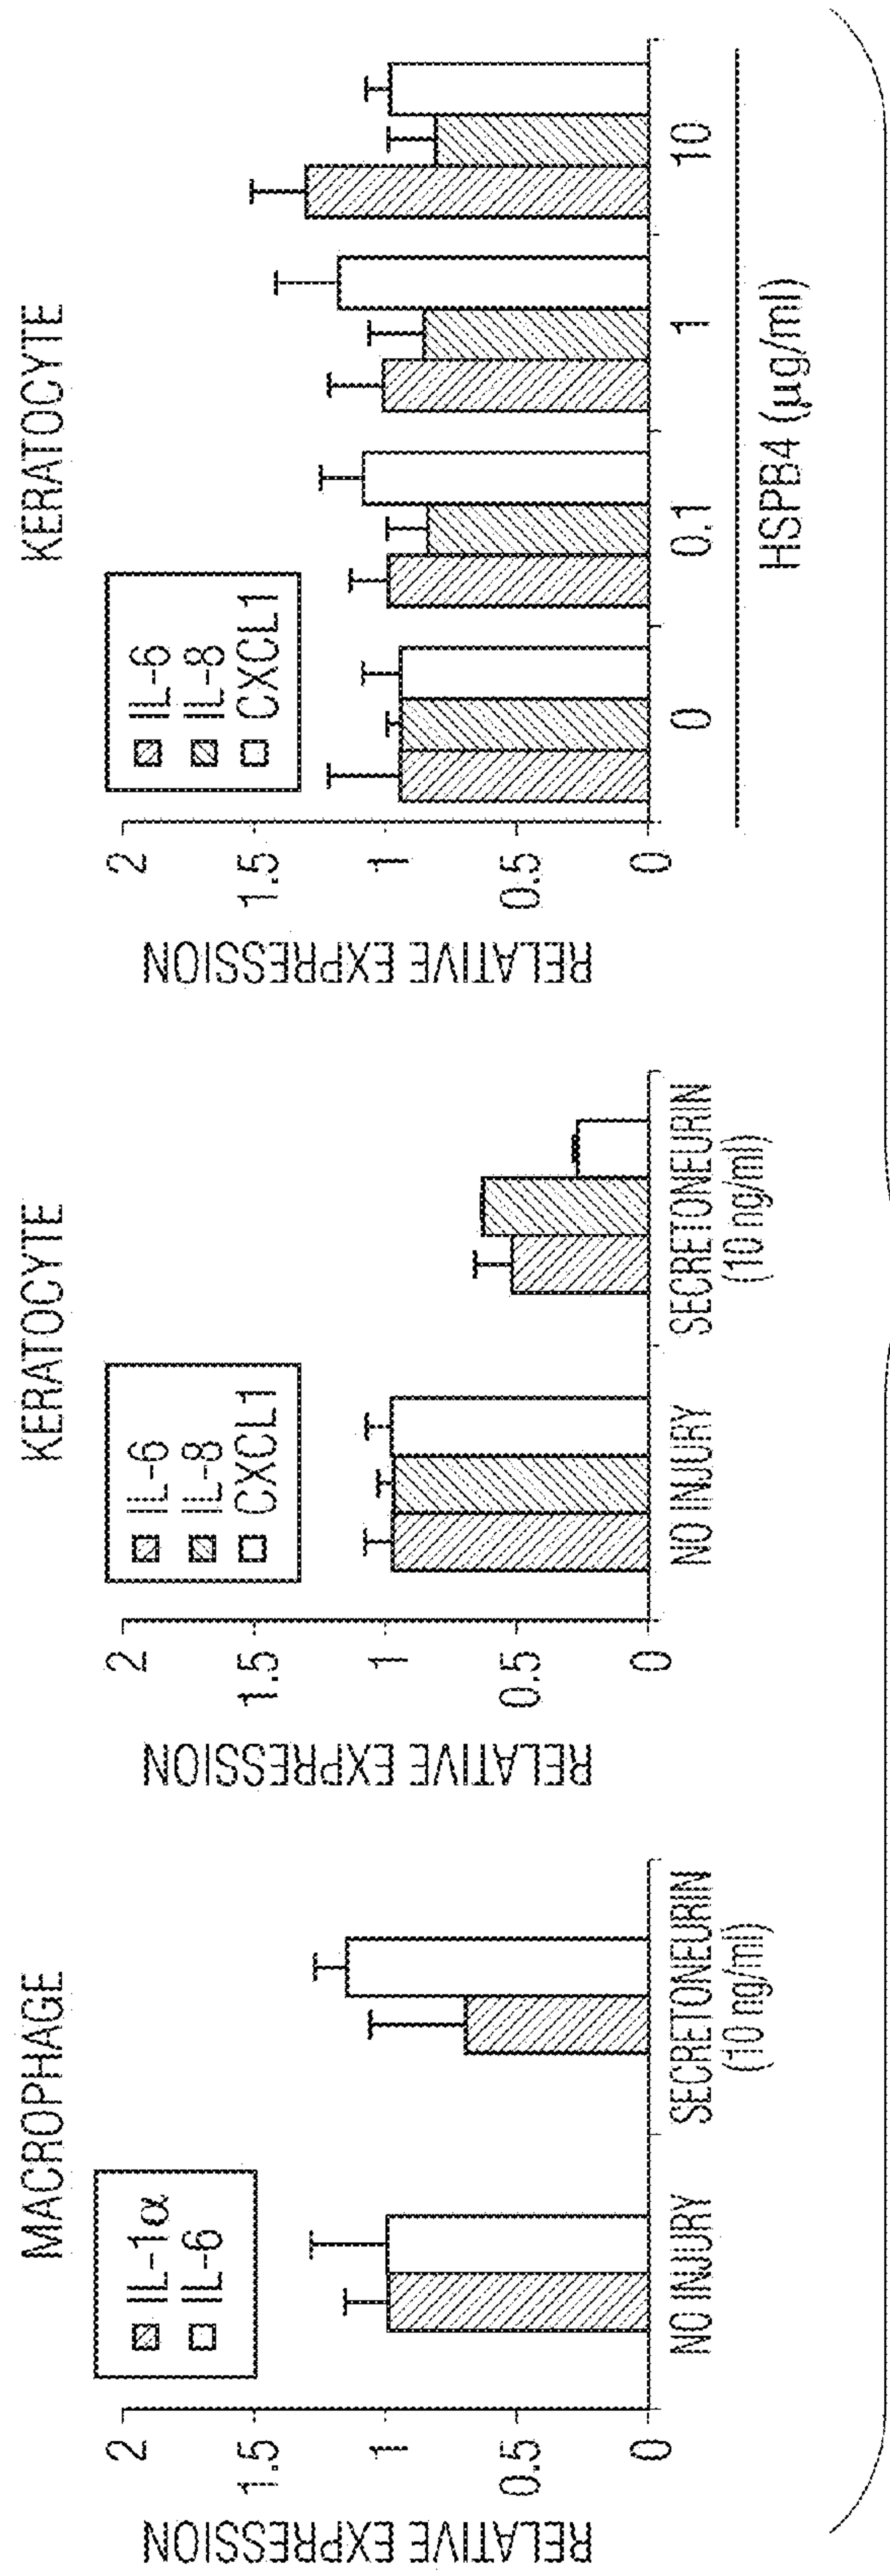 MACROPHAGE
IL-1α
IL-6
RELATIVE EXPRESSION
2
1.5
1
0.5
0
NO INJURY
SECRETONEURIN
(10 ng/ml)
KERATOCYTE
IL-6
IL-8
CXCL1
RELATIVE EXPRESSION
2
1.5
1
0.5
0
NO INJURY
SECRETONEURIN
(10 ng/ml)
KERATOCYTE
IL-6
IL-8
CXCL1
RELATIVE EXPRESSION
2
1.5
1
0.5
0
0
0.1
1
10
HSPB4 (µg/ml)